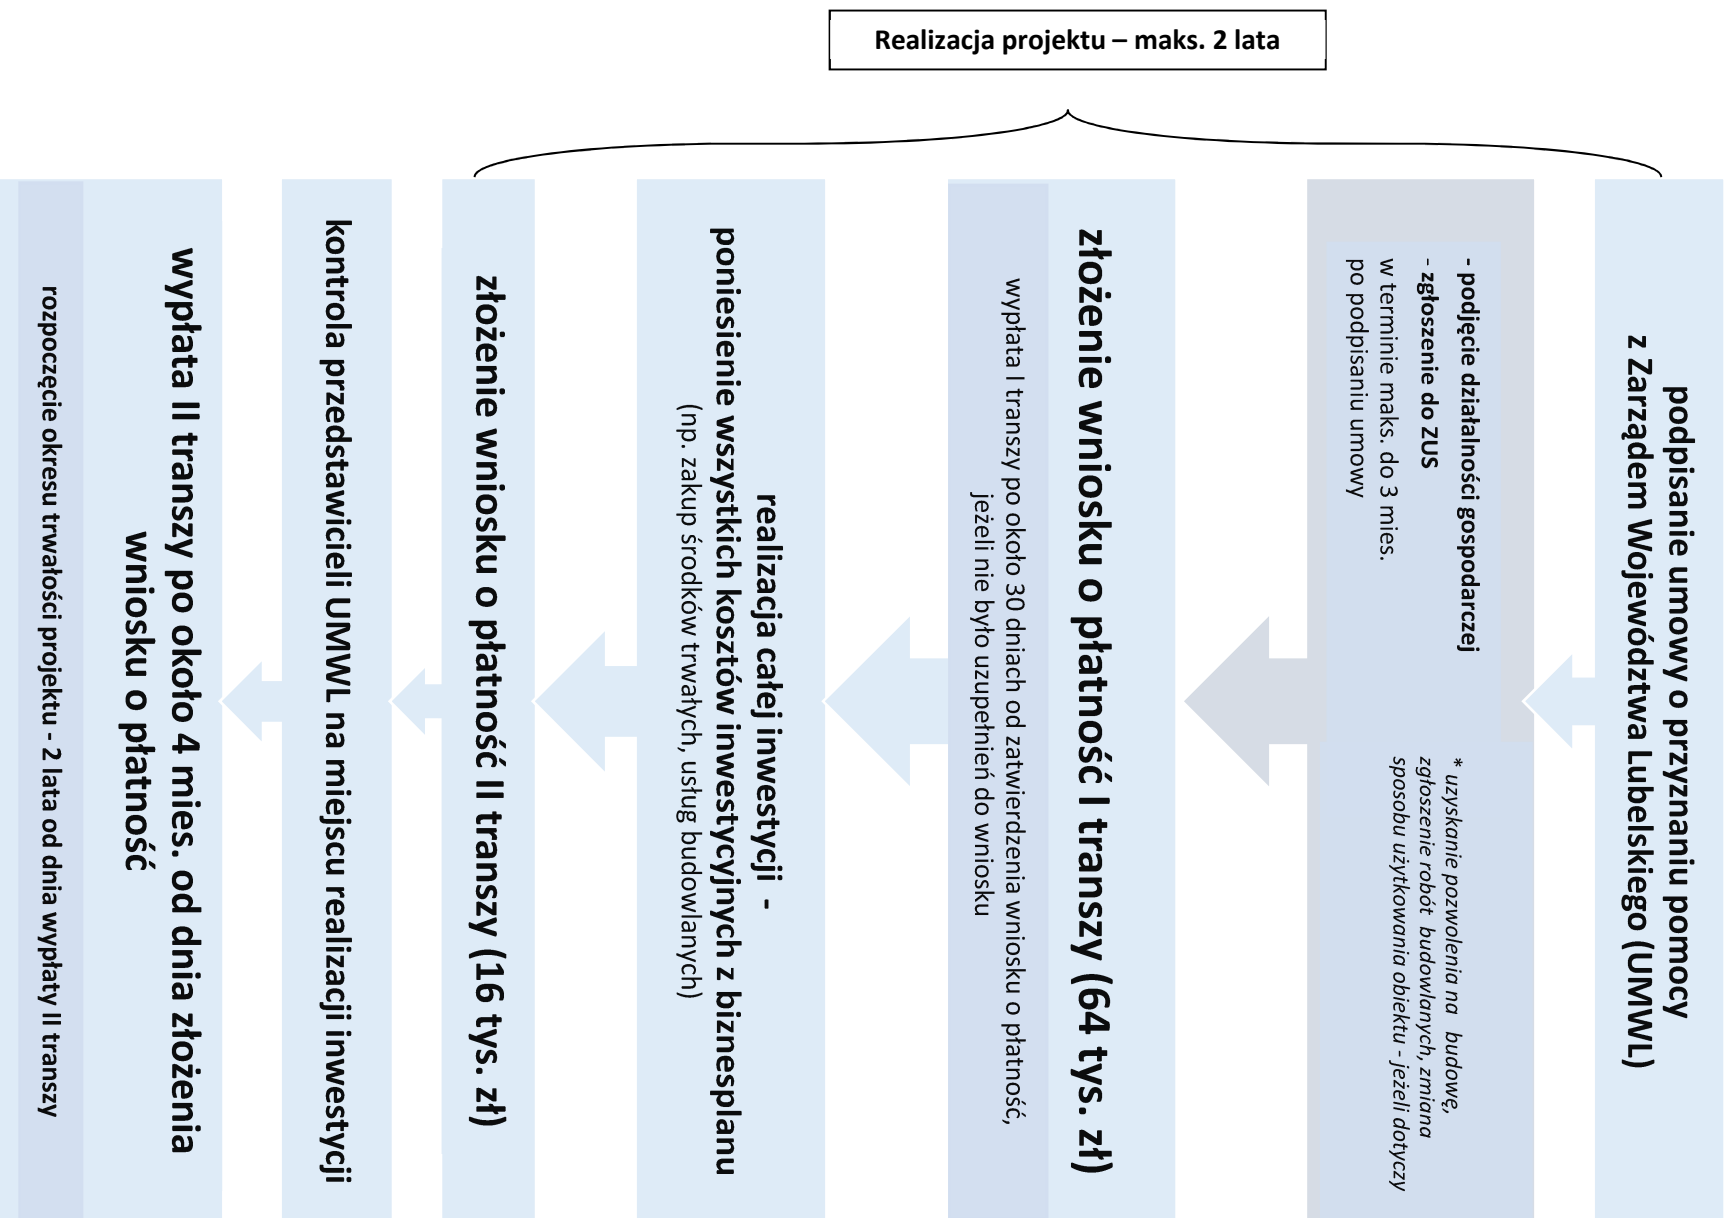 Realizacja projektu – maks. 2 lata
podpisanie umowy o przyznaniu pomocy
z Zarządem Województwa Lubelskiego (UMWL)
- podjęcie działalności gospodarczej
- zgłoszenie do ZUS
w terminie maks. do 3 mies.
po podpisaniu umowy
* uzyskanie pozwolenia na budowę,
zgłoszenie robót budowlanych, zmiana
sposobu użytkowania obiektu - jeżeli dotyczy
złożenie wniosku o płatność I transzy (64 tys. zł)
wypłata I transzy po około 30 dniach od zatwierdzenia wniosku o płatność,
jeżeli nie było uzupełnień do wniosku
realizacja całej inwestycji -
poniesienie wszystkich kosztów inwestycyjnych z biznesplanu
(np. zakup środków trwałych, usług budowlanych)
złożenie wniosku o płatność II transzy (16 tys. zł)
kontrola przedstawicieli UMWL na miejscu realizacji inwestycji
wypłata II transzy po około 4 mies. od dnia złożenia
wniosku o płatność
rozpoczęcie okresu trwałości projektu - 2 lata od dnia wypłaty II transzy